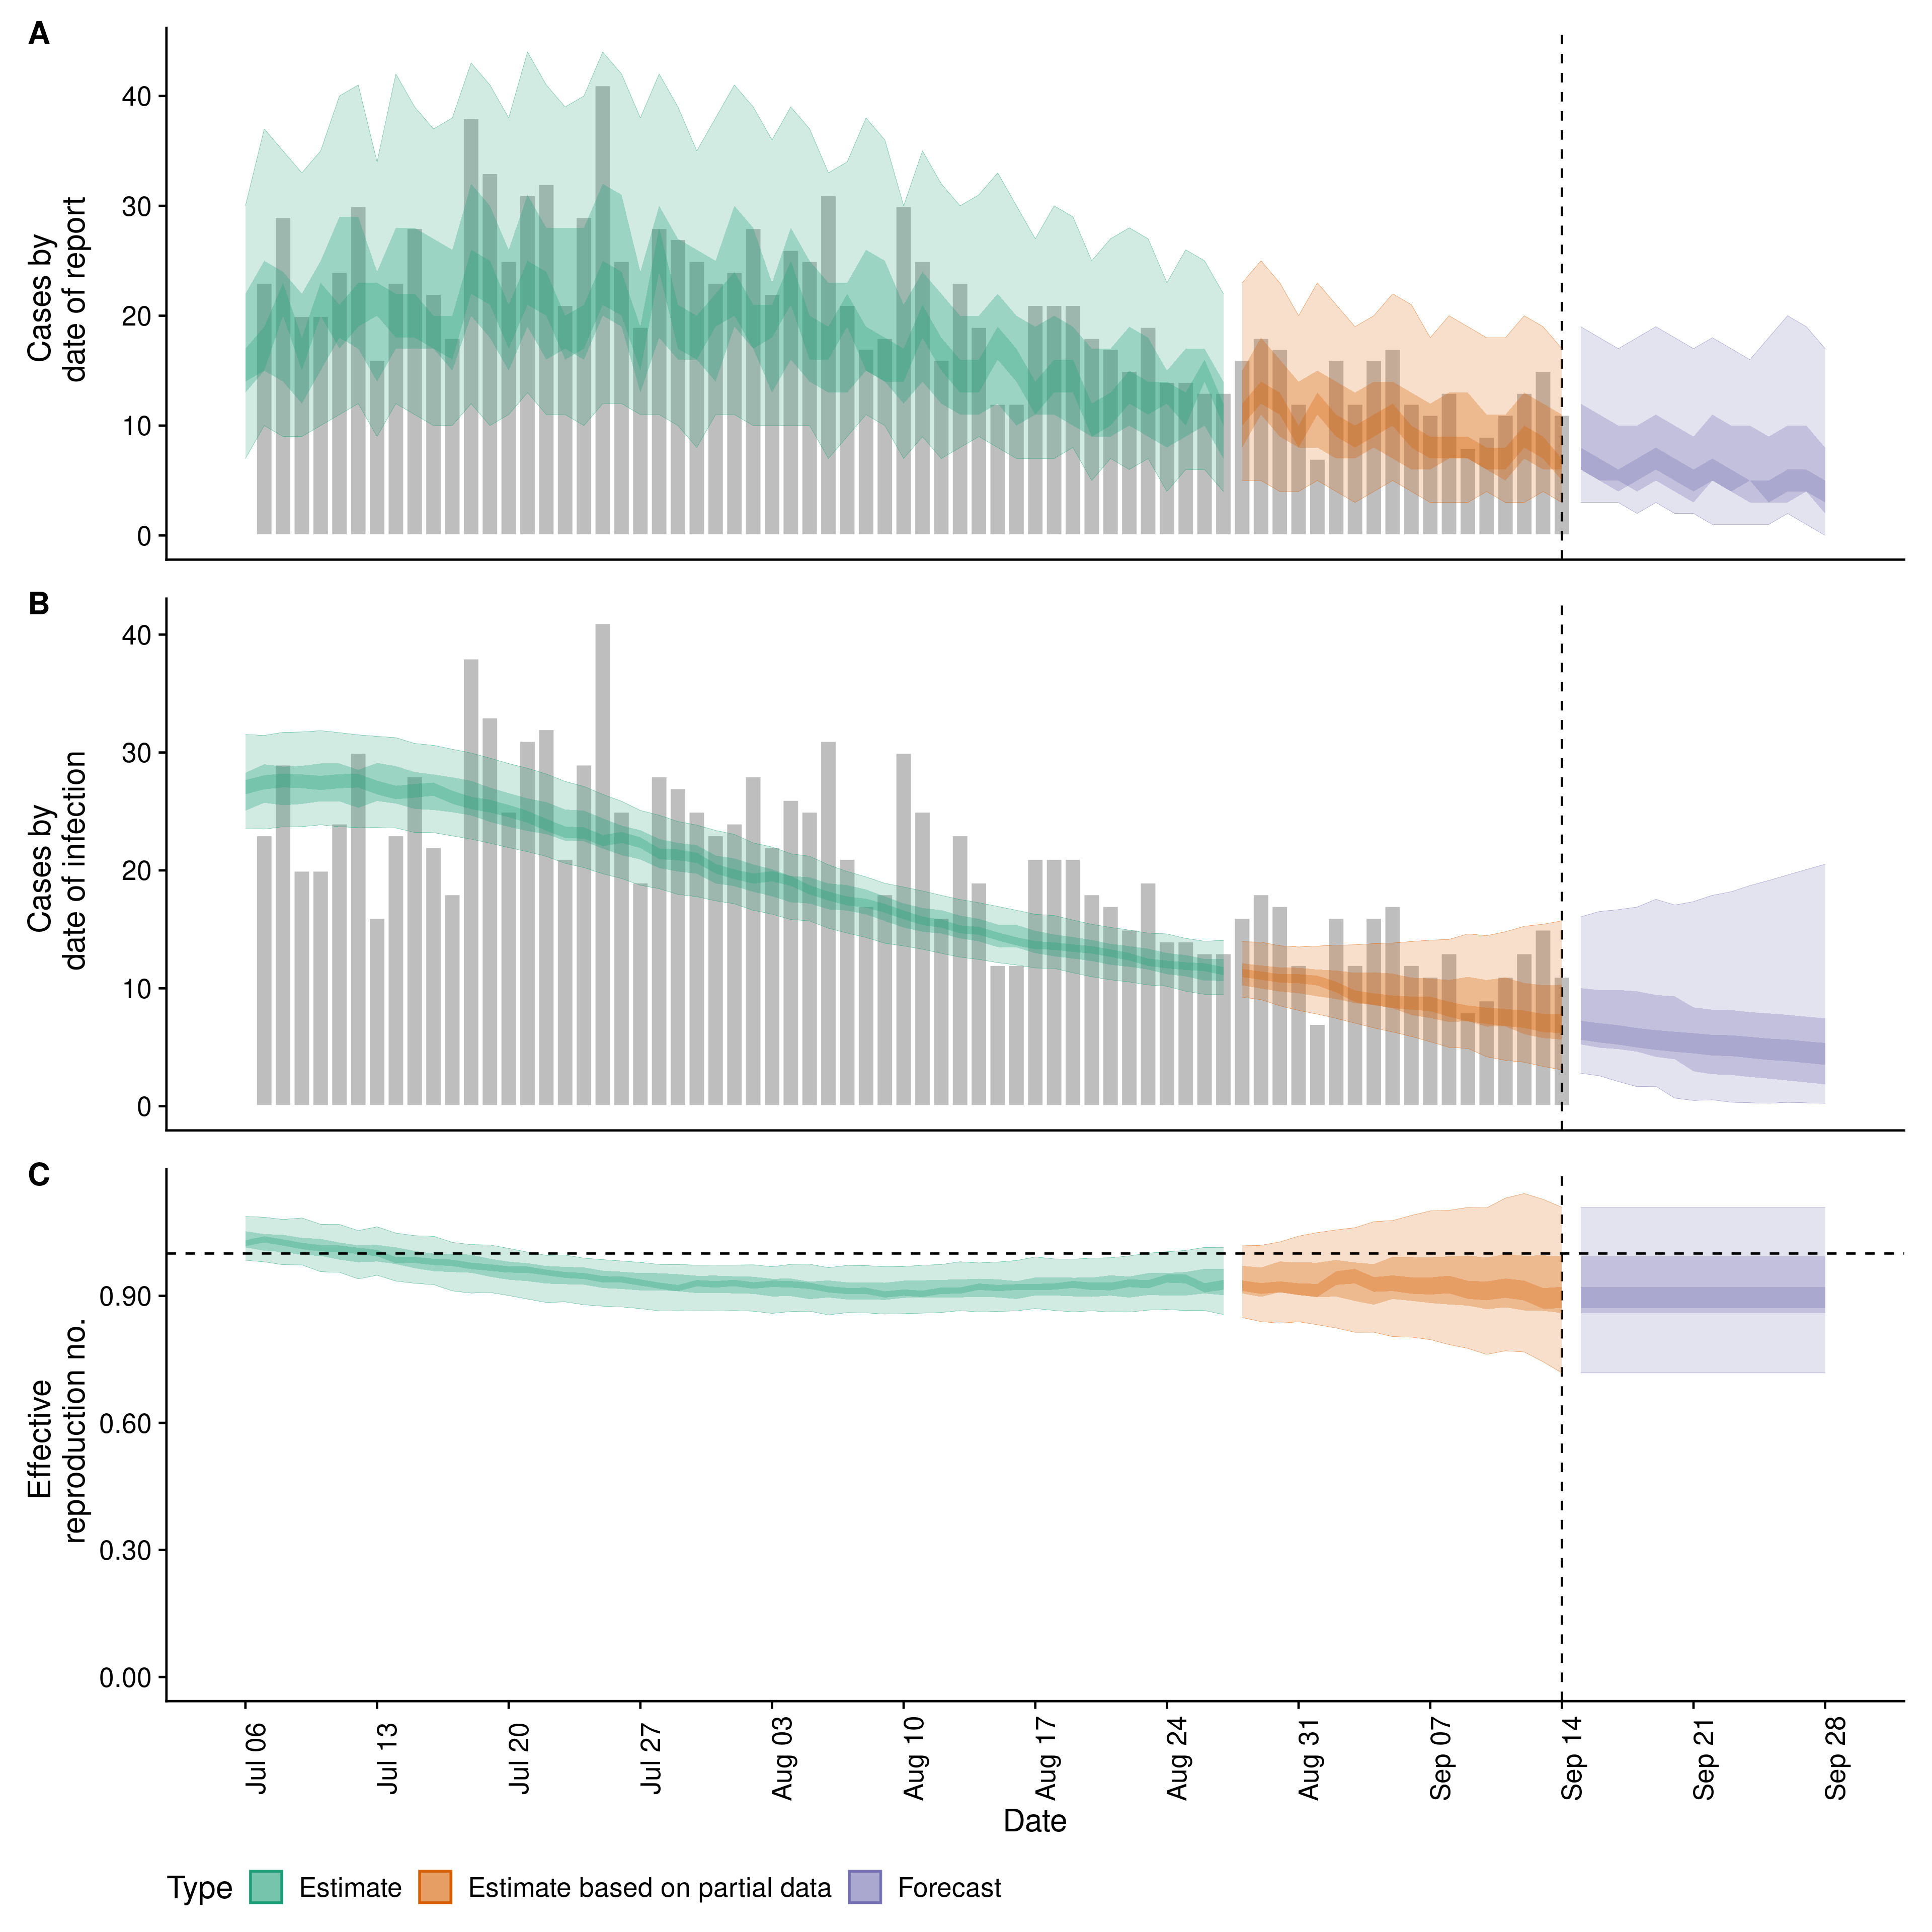 A
Cases by
date of report
40
30
20
10
0
B
Cases by
date of infection
40
30
20
10
0
C
Effective
reproduction no.
0.90
0.60
0.30
0.00
Jul 06
Jul 13
Jul 20
Jul 27
Aug 03
Aug 10
Aug 17
Aug 24
Aug 31
Sep 07
Sep 14
Sep 21
Sep 28
Date
Type Estimate Estimate based on partial data Forecast